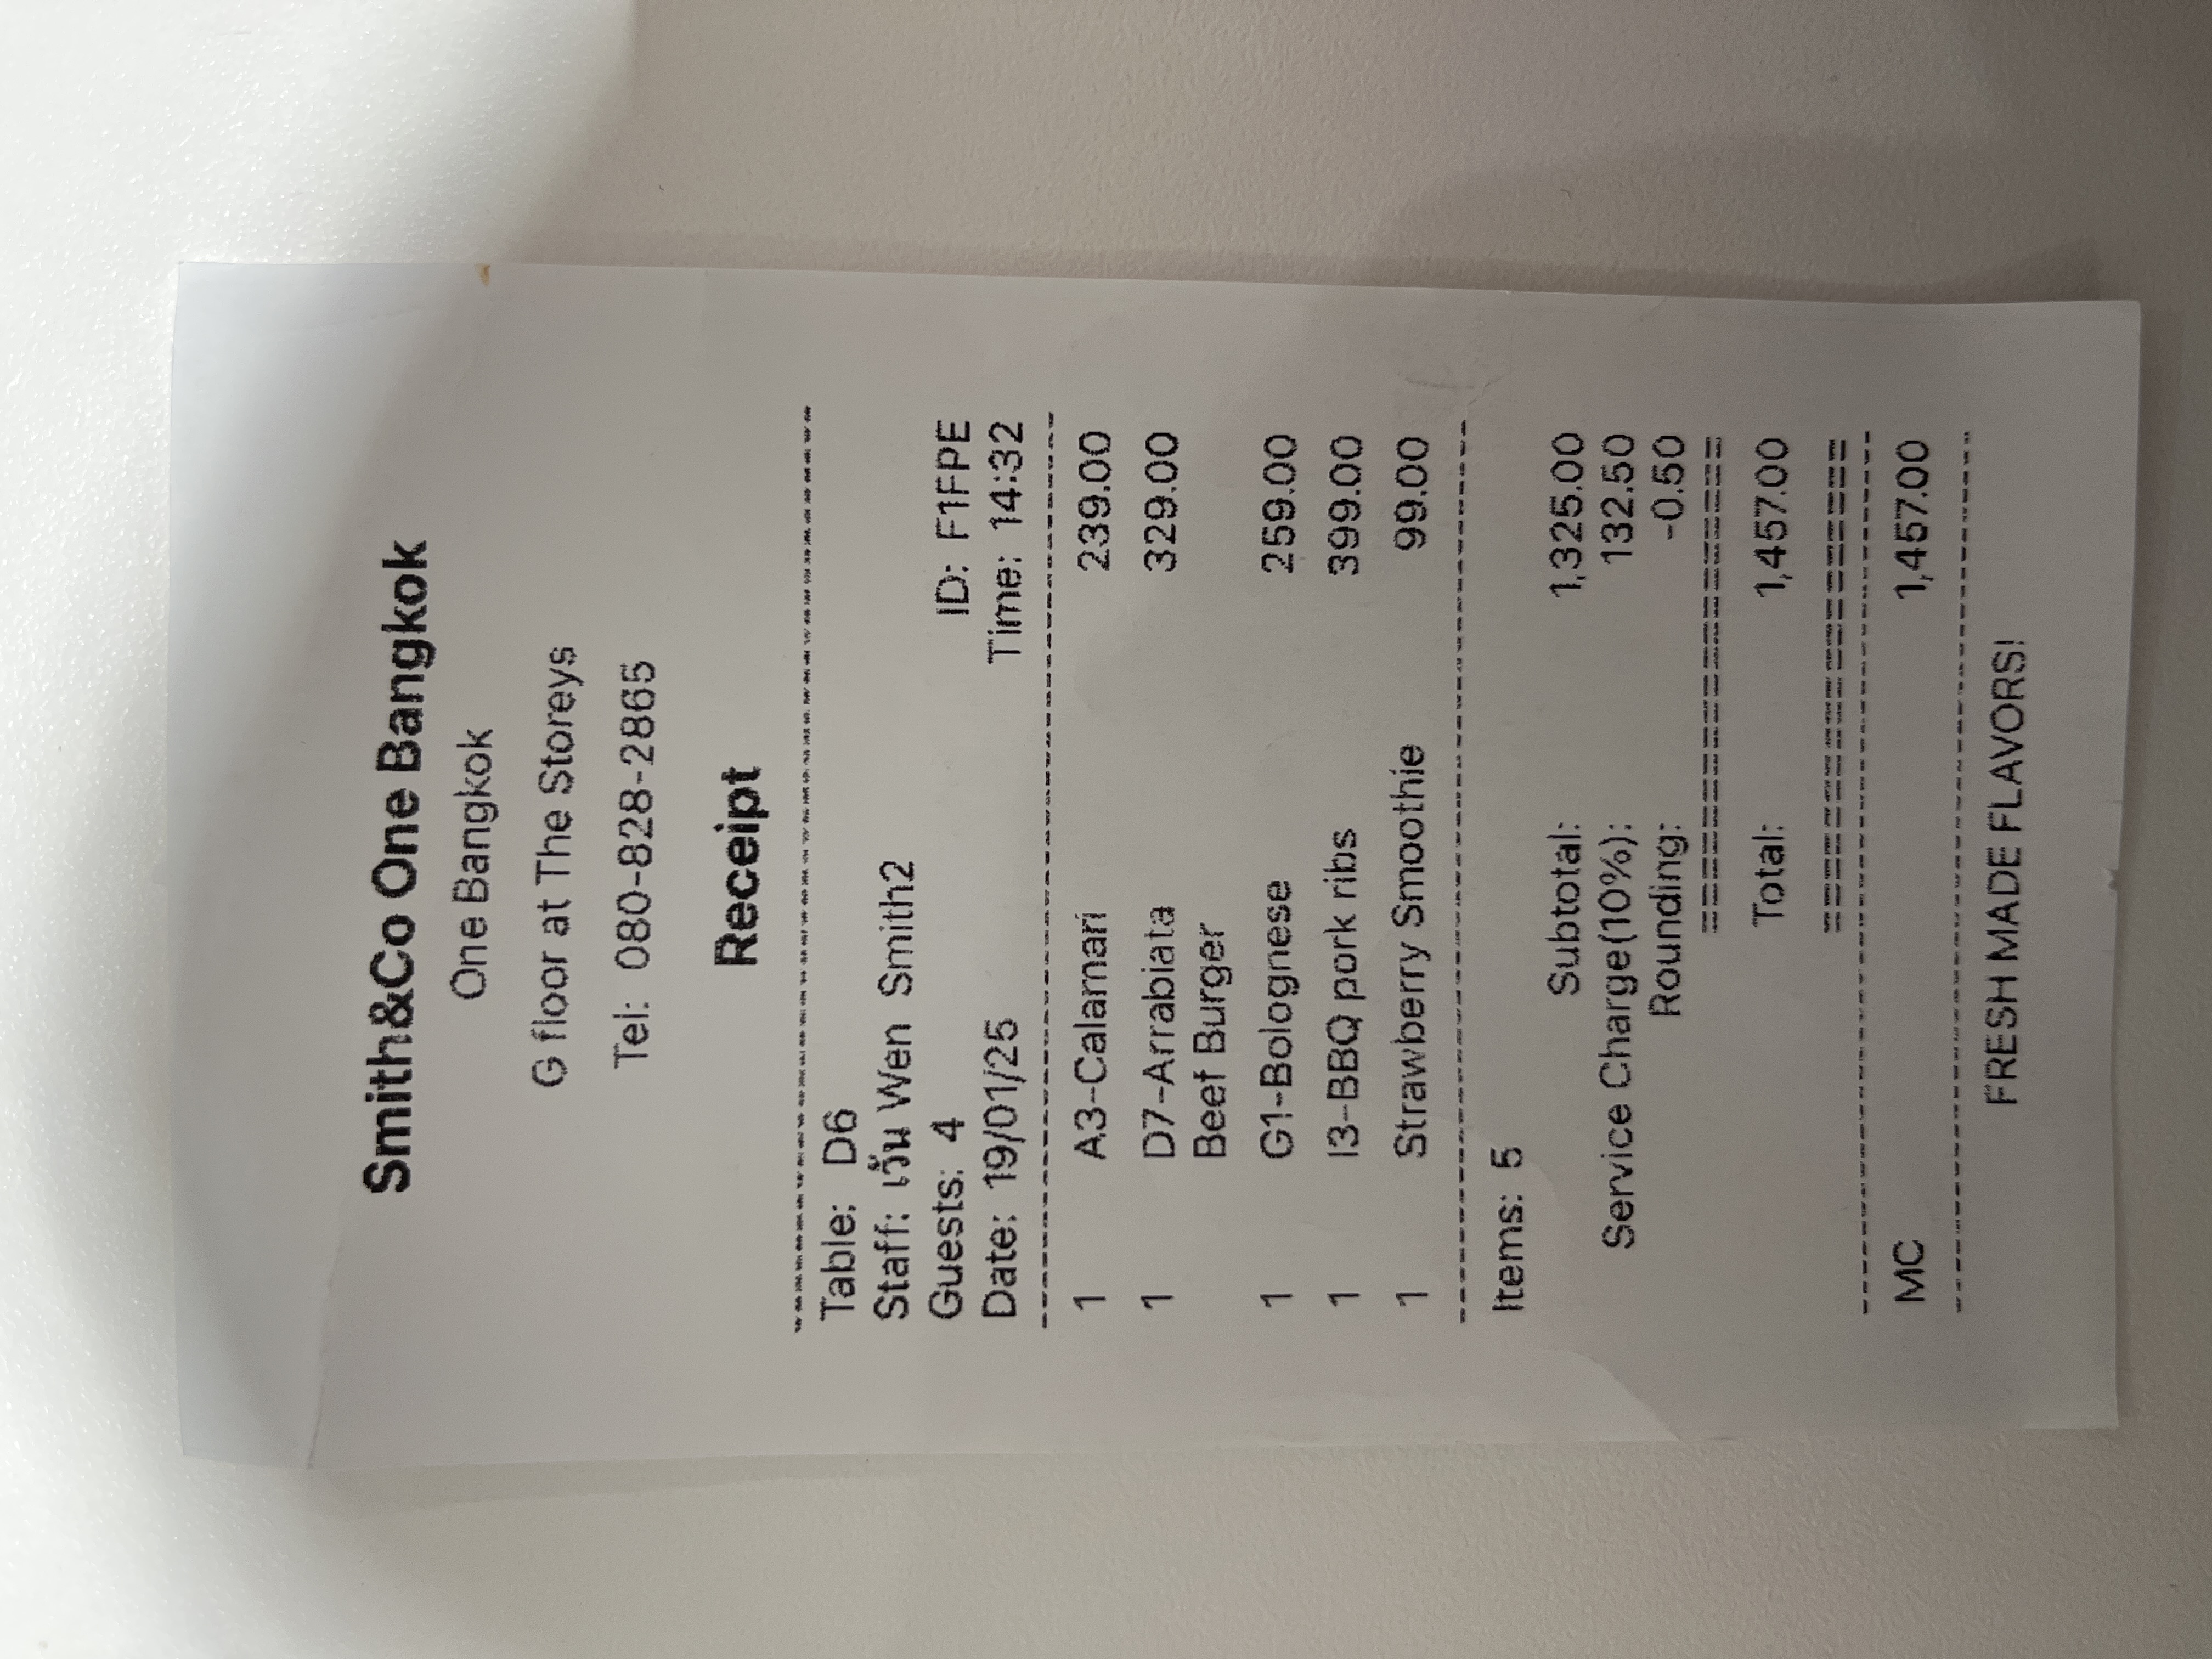 Smith&Co One Bangkok
One Bangkok
G floor at The Storeys
Tel: 080-828-2865
Receipt
Table: D6
Staff: เว้น Wen Smith2
Guests: 4 ID: F1FPE
Date: 19/01/25 Time: 14:32
1 A3-Calamari 239.00
1 D7-Arrabiata 329.00
Beef Burger
1 G1-Bolognese 259.00
1 I3-BBQ pork ribs 399.00
1 Strawberry Smoothie 99.00
Items: 5
Subtotal: 1,325.00
Service Charge(10%): 132.50
Rounding: -0.50
Total: 1,457.00
MC 1,457.00
FRESH MADE FLAVORS!